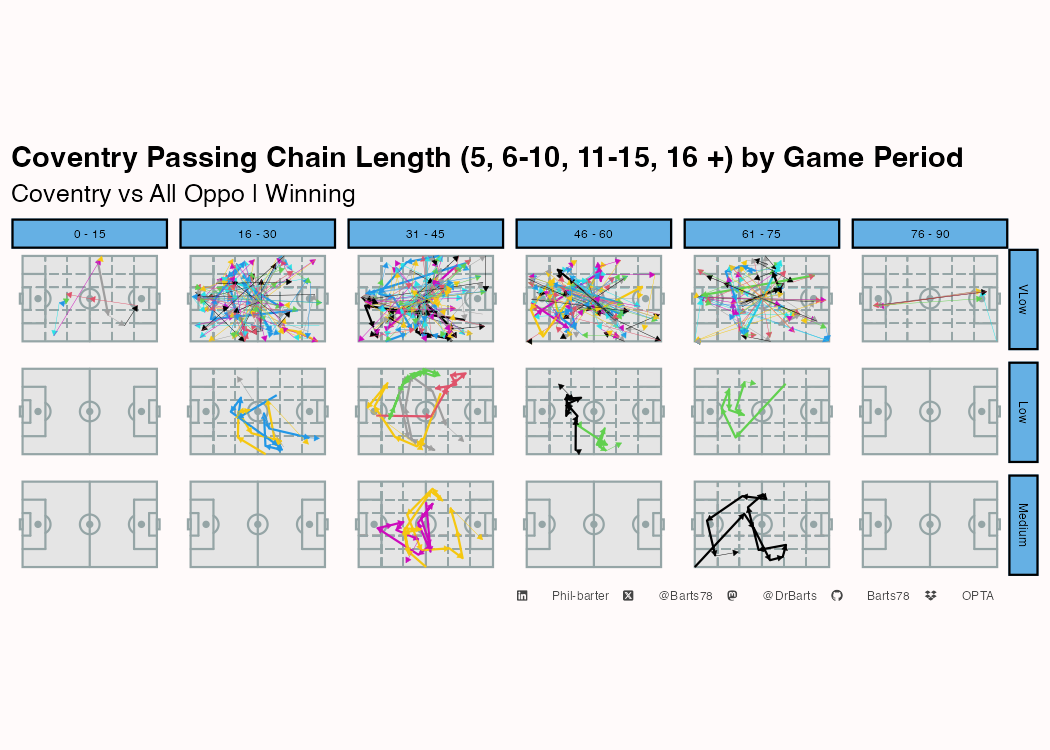 Coventry Passing Chain Length (5, 6-10, 11-15, 16 +) by Game Period
Coventry vs All Oppo | Winning
0 - 15 16 - 30 31 - 45 46 - 60 61 - 75 76 - 90
VLow
Low
Medium
Phil-barter @Barts78 @DrBarts Barts78 OPTA